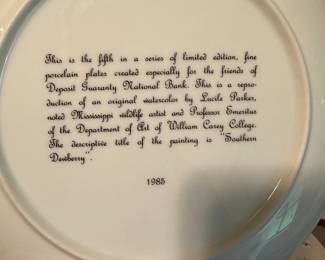 This is the fifth in a series of limited edition, fine
porcelain plates created especially for the friends of
Deposit Guaranty National Bank. This is a repro-
duction of an original watercolor by Lucile Parker,
noted Mississippi wildlife artist and Professor Emeritus
of the Department of Art of William Carey College.
The descriptive title of the painting is "Southern
Dewberry".
1985